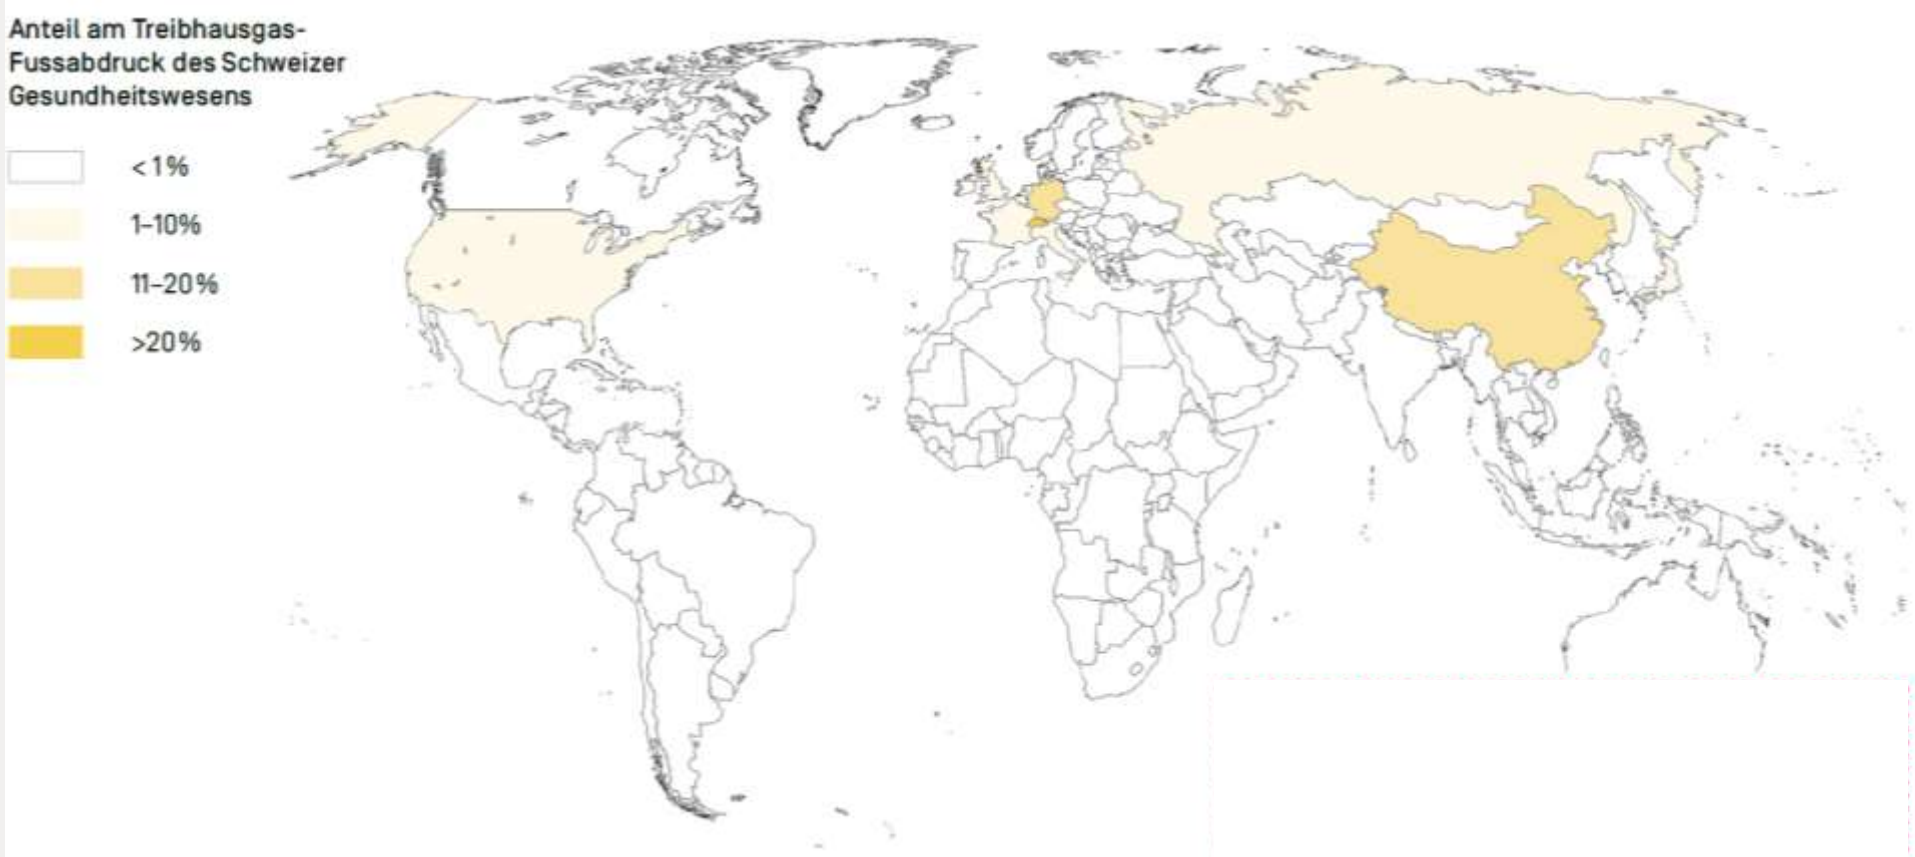 Anteil am Treibhausgas-
Fussabdruck des Schweizer
Gesundheitswesens
< 1%
1–10%
11–20%
>20%